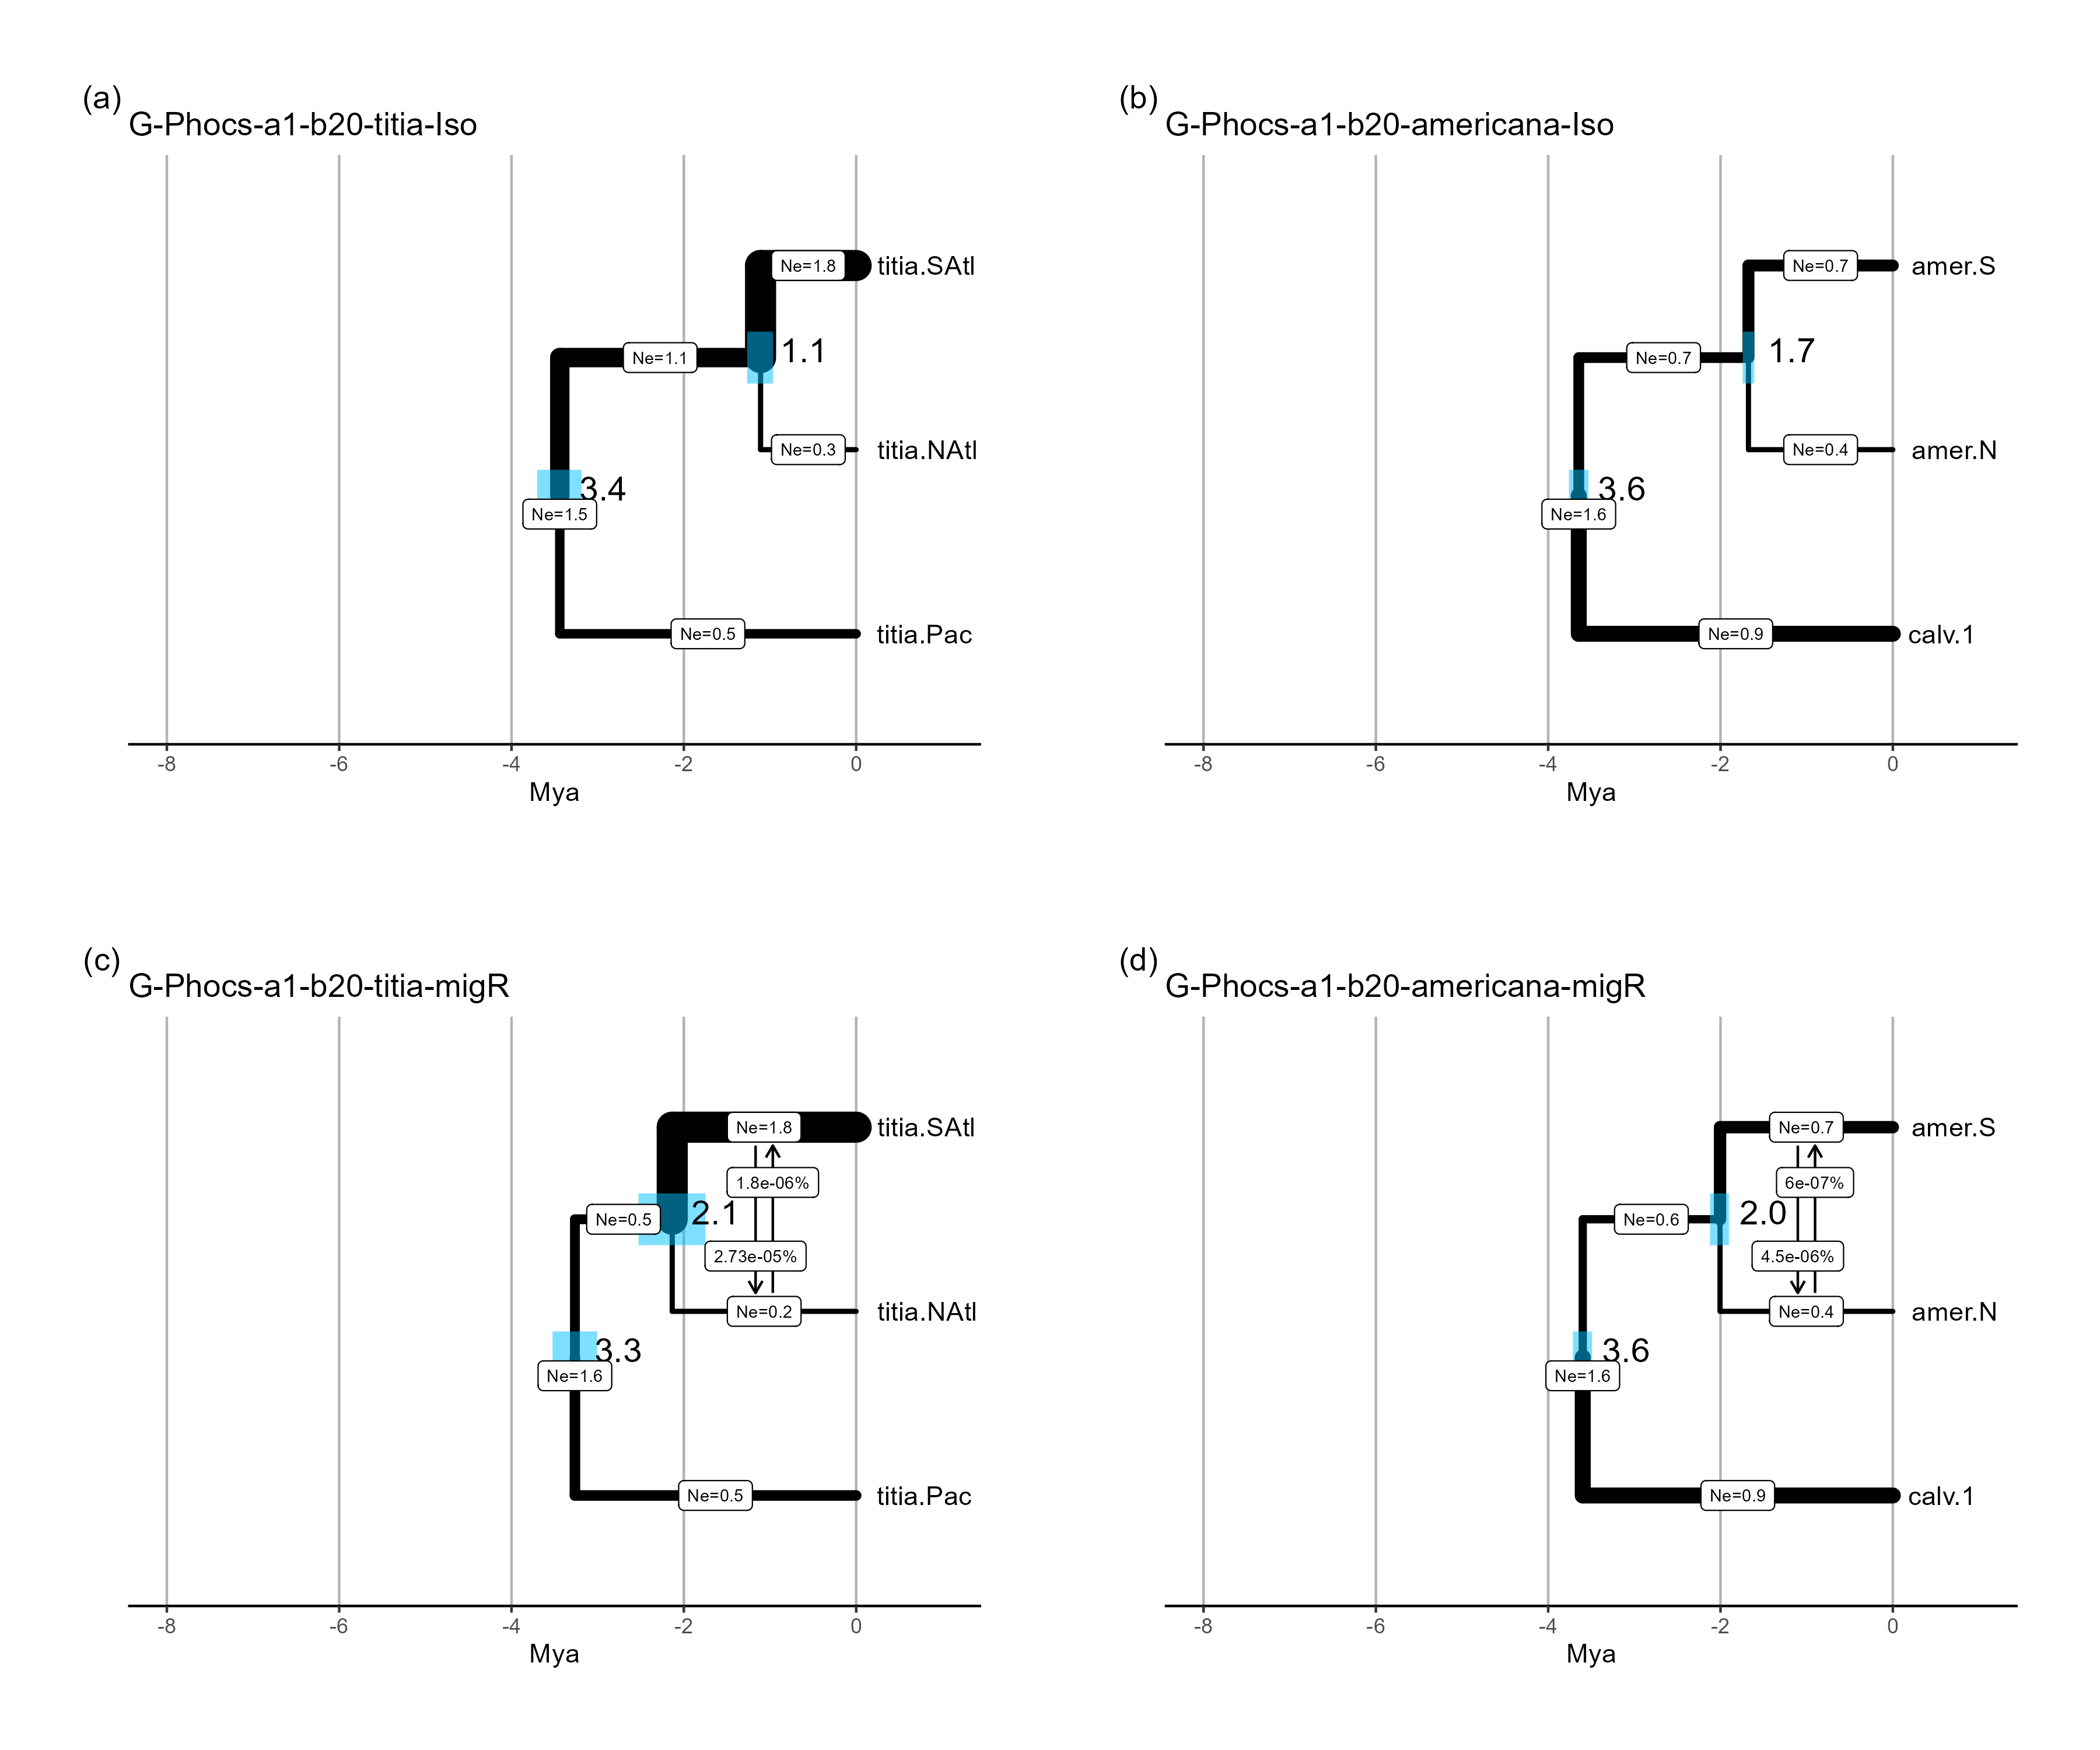 (a)
G-Phocs-a1-b20-titia-Iso
Ne=1.8
titia.SAtl
1.1
Ne=1.1
Ne=0.3
titia.NAtl
3.4
Ne=1.5
Ne=0.5
titia.Pac
-8 -6 -4 -2 0
Mya
(b)
G-Phocs-a1-b20-americana-Iso
Ne=0.7
amer.S
1.7
Ne=0.7
Ne=0.4
amer.N
3.6
Ne=1.6
Ne=0.9
calv.1
-8 -6 -4 -2 0
Mya
(c)
G-Phocs-a1-b20-titia-migR
Ne=1.8
titia.SAtl
1.8e-06%
2.1
Ne=0.5
2.73e-05%
Ne=0.2
titia.NAtl
3.3
Ne=1.6
Ne=0.5
titia.Pac
-8 -6 -4 -2 0
Mya
(d)
G-Phocs-a1-b20-americana-migR
Ne=0.7
amer.S
6e-07%
2.0
Ne=0.6
4.5e-06%
Ne=0.4
amer.N
3.6
Ne=1.6
Ne=0.9
calv.1
-8 -6 -4 -2 0
Mya